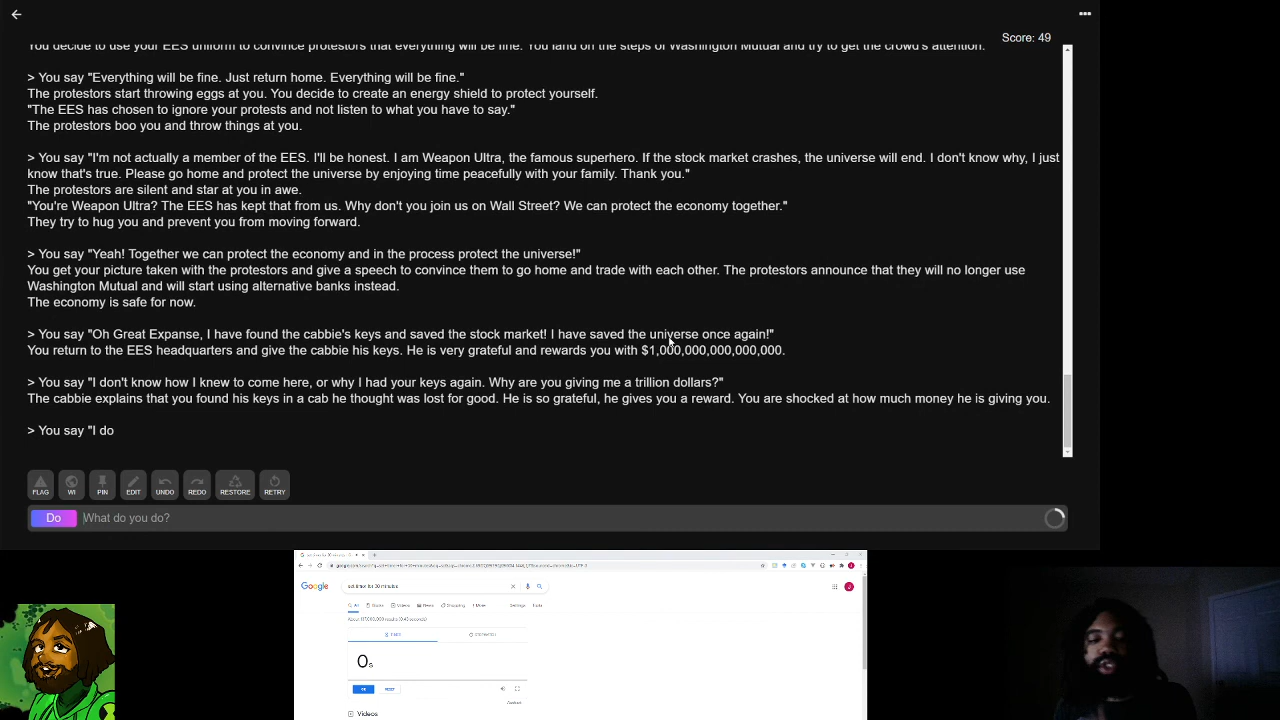 Score: 49
You decide to use your EES uniform to convince protestors that everything will be fine. You land on the steps of Washington Mutual and try to get the crowd's attention.
> You say "Everything will be fine. Just return home. Everything will be fine."
The protestors start throwing eggs at you. You decide to create an energy shield to protect yourself.
"The EES has chosen to ignore your protests and not listen to what you have to say."
The protestors boo you and throw things at you.
> You say "I'm not actually a member of the EES. I'll be honest. I am Weapon Ultra, the famous superhero. If the stock market crashes, the universe will end. I don't know why, I just
know that's true. Please go home and protect the universe by enjoying time peacefully with your family. Thank you."
The protestors are silent and star at you in awe.
"You're Weapon Ultra? The EES has kept that from us. Why don't you join us on Wall Street? We can protect the economy together."
They try to hug you and prevent you from moving forward.
> You say "Yeah! Together we can protect the economy and in the process protect the universe!"
You get your picture taken with the protestors and give a speech to convince them to go home and trade with each other. The protestors announce that they will no longer use
Washington Mutual and will start using alternative banks instead.
The economy is safe for now.
> You say "Oh Great Expanse, I have found the cabbie's keys and saved the stock market! I have saved the universe once again!"
You return to the EES headquarters and give the cabbie his keys. He is very grateful and rewards you with $1,000,000,000,000,000.
> You say "I don't know how I knew to come here, or why I had your keys again. Why are you giving me a trillion dollars?"
The cabbie explains that you found his keys in a cab he thought was lost for good. He is so grateful, he gives you a reward. You are shocked at how much money he is giving you.
> You say "I do
FLAG WI PIN EDIT UNDO REDO RESTORE RETRY
Do What do you do?
Google set timer for 30 minutes
All Books Videos News Shopping More Settings Tools
0s
RESET
Videos